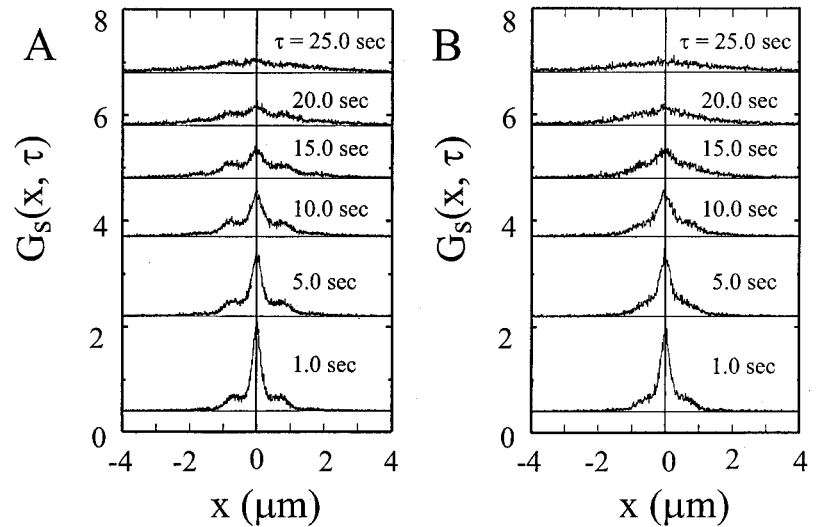 A
8
6
4
2
0
G_s(x, τ)
τ = 25.0 sec
20.0 sec
15.0 sec
10.0 sec
5.0 sec
1.0 sec
-4 -2 0 2 4
x (μm)
B
8
6
4
2
0
G_s(x, τ)
τ = 25.0 sec
20.0 sec
15.0 sec
10.0 sec
5.0 sec
1.0 sec
-4 -2 0 2 4
x (μm)